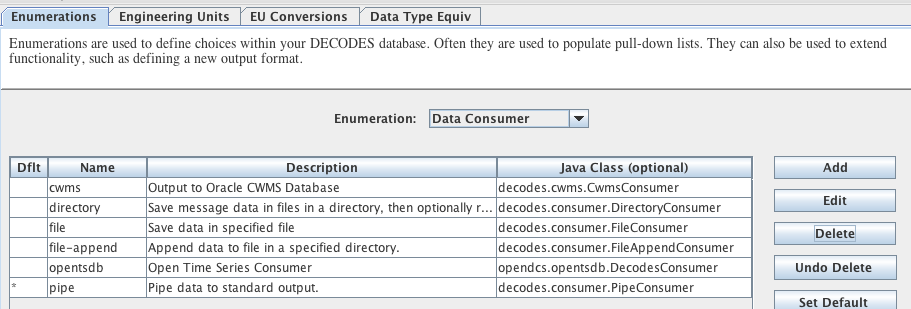 Enumerations Engineering Units EU Conversions Data Type Equiv
Enumerations are used to define choices within your DECODES database. Often they are used to populate pull-down lists. They can also be used to extend
functionality, such as defining a new output format.
Enumeration: Data Consumer
Dflt Name Description Java Class (optional)
cwms Output to Oracle CWMS Database decodes.cwms.CwmsConsumer
directory Save message data in files in a directory, then optionally r... decodes.consumer.DirectoryConsumer
file Save data in specified file decodes.consumer.FileConsumer
file-append Append data to file in a specified directory. decodes.consumer.FileAppendConsumer
opentsdb Open Time Series Consumer opendcs.opentsdb.DecodesConsumer
* pipe Pipe data to standard output. decodes.consumer.PipeConsumer
Add
Edit
Delete
Undo Delete
Set Default